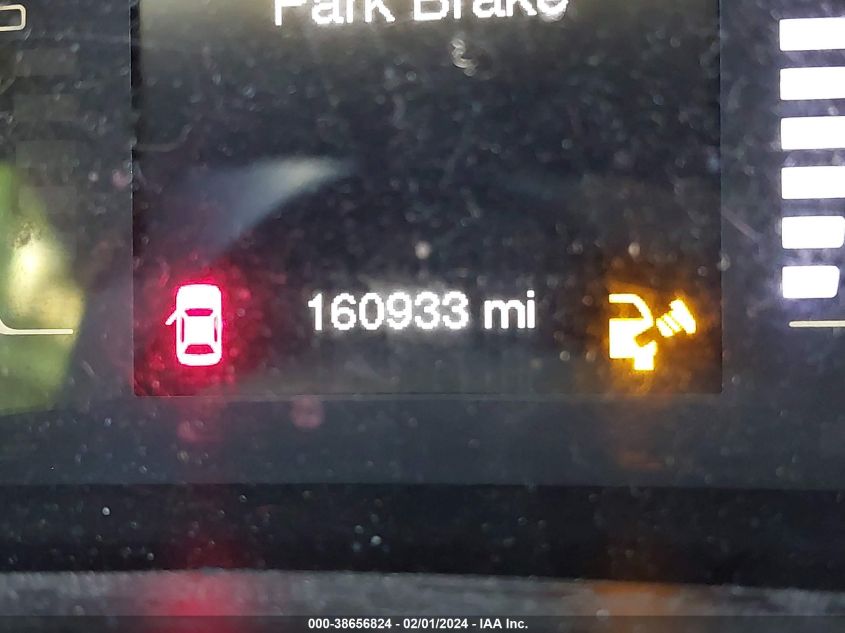 Park Brake
160933 mi
000-38656824 - 02/01/2024 - IAA Inc.